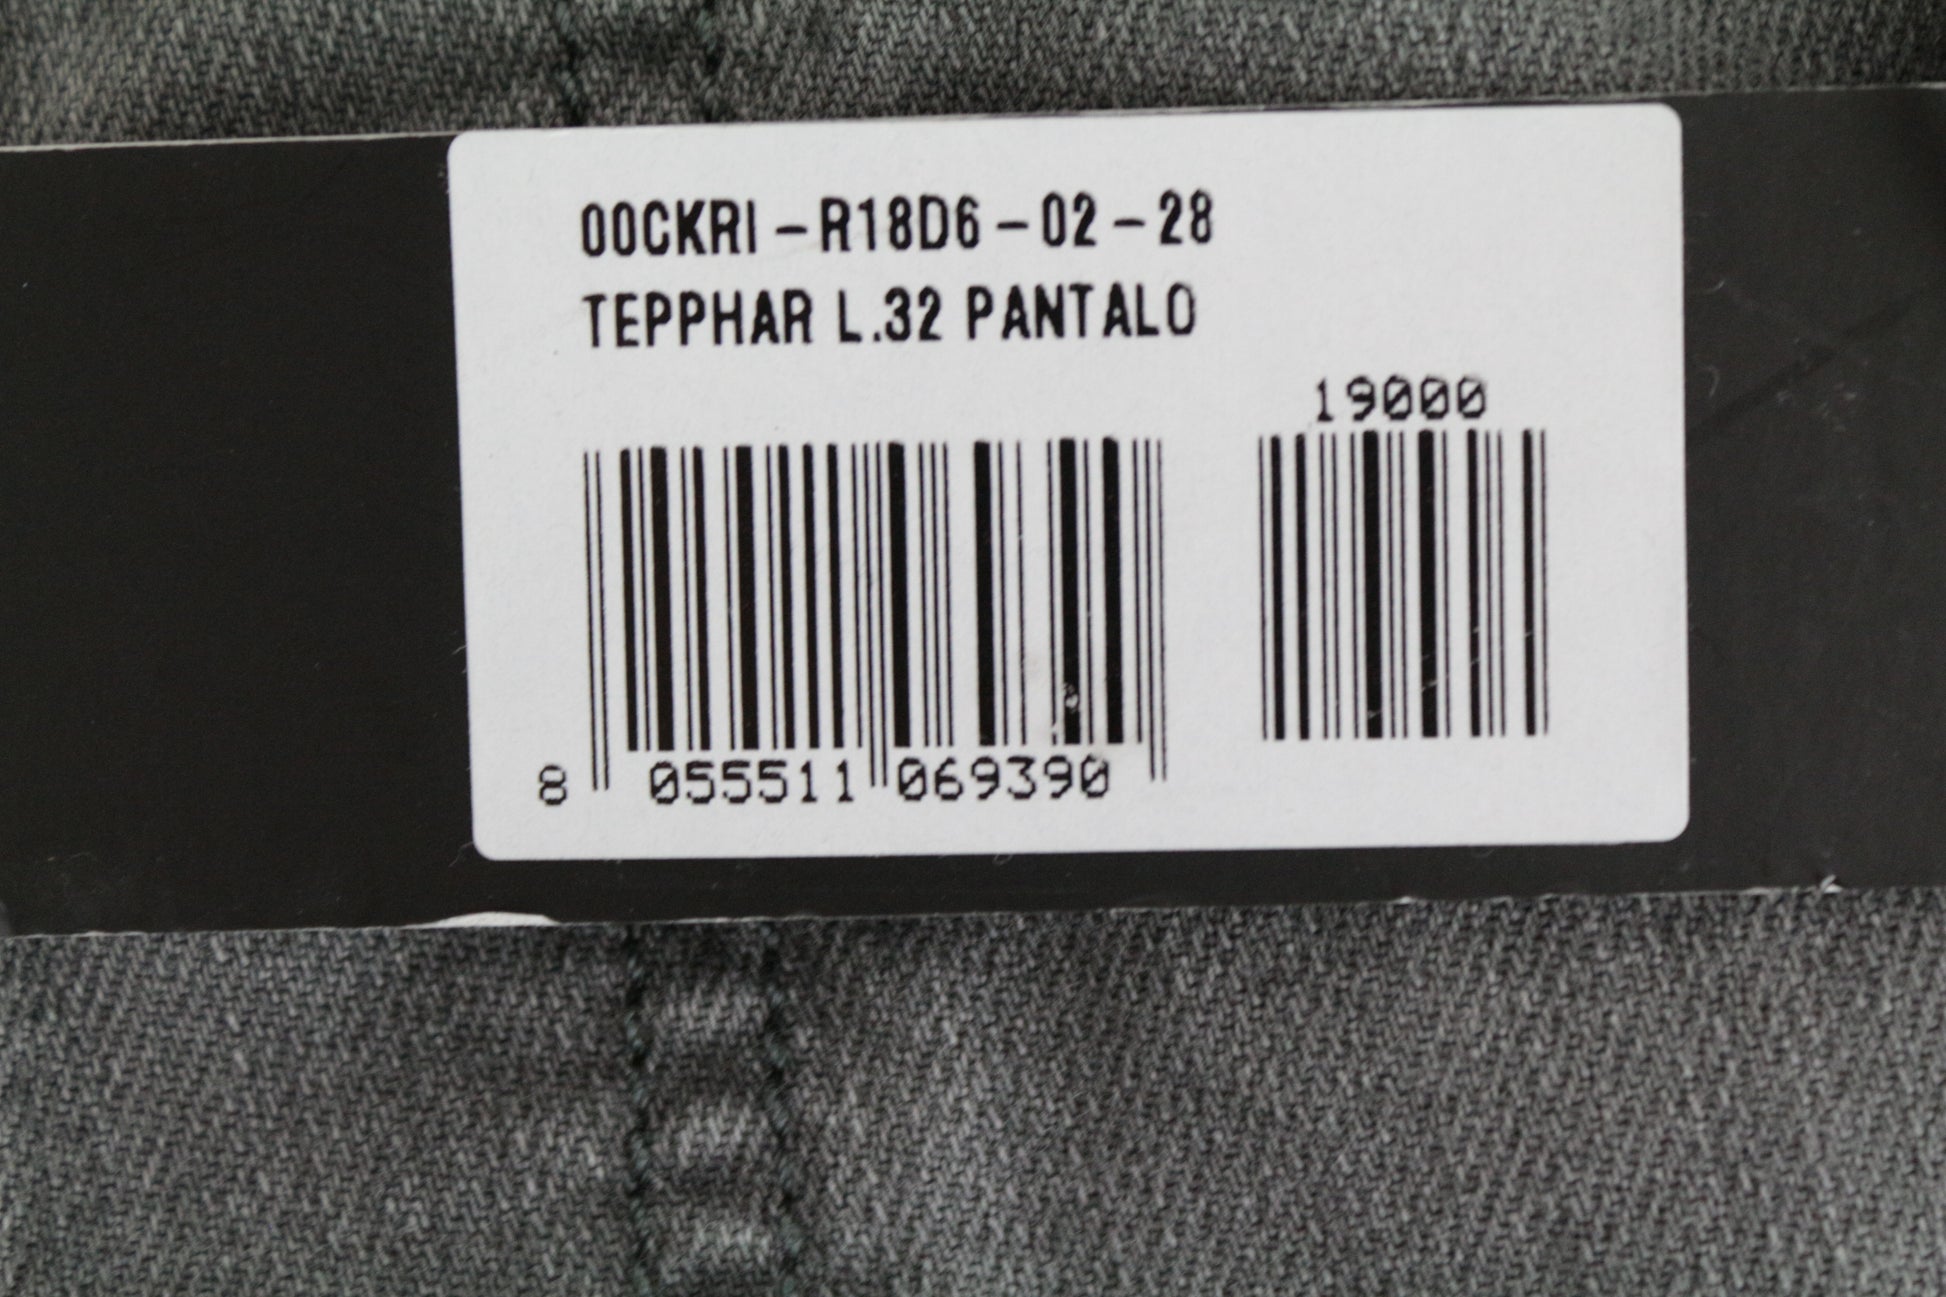 00CKRI-R18D6-02-28
TEPPHAR L.32 PANTALO
19000
8 055511 069390